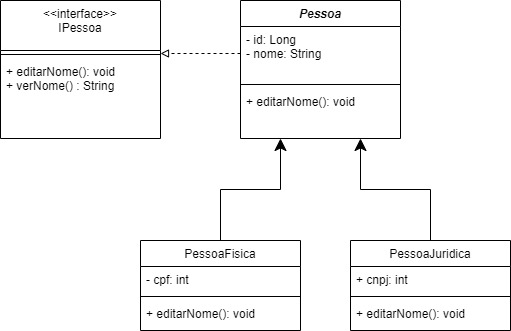 <<interface>>
IPessoa
+ editarNome(): void
+ verNome() : String
Pessoa
- id: Long
- nome: String
+ editarNome(): void
PessoaFisica
- cpf: int
+ editarNome(): void
PessoaJuridica
+ cnpj: int
+ editarNome(): void